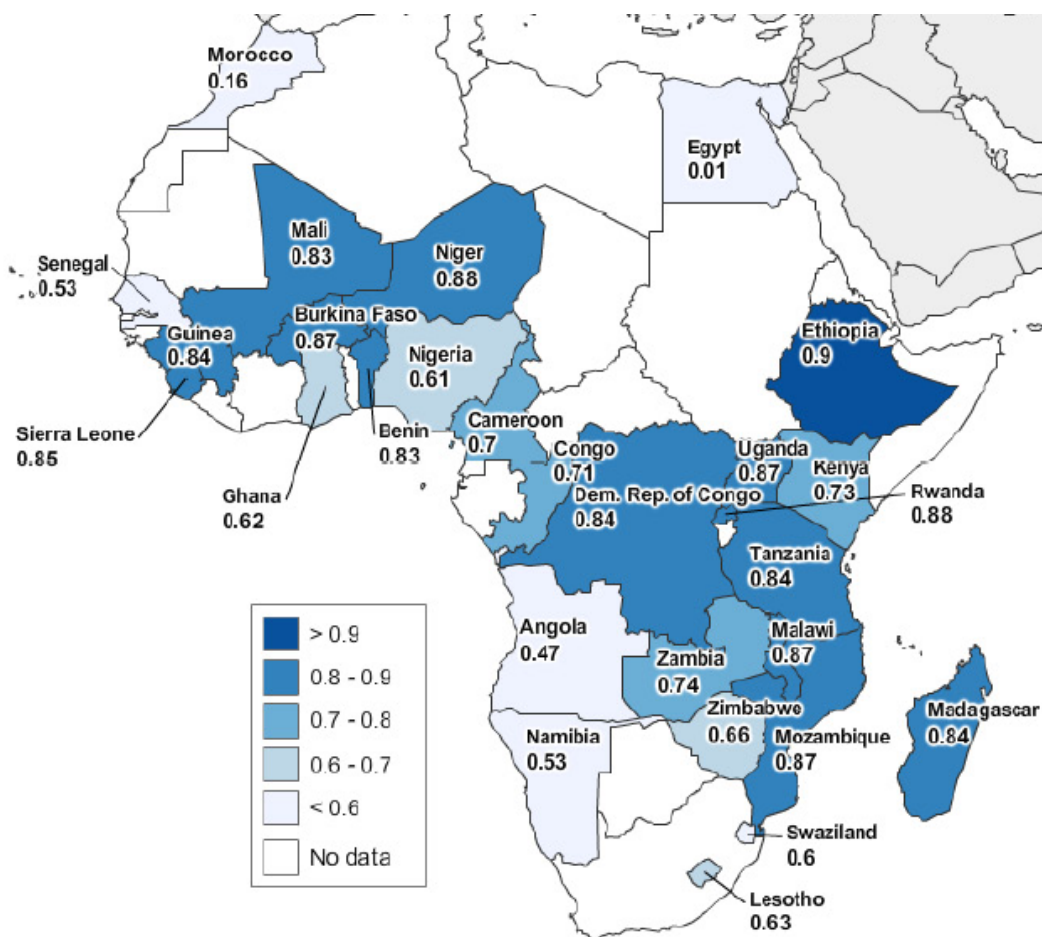 Morocco
0.16
Egypt
0.01
Mali
0.83
Niger
0.88
Senegal
0.53
Burkina Faso
0.87
Guinea
0.84
Nigeria
0.61
Ethiopia
0.9
Sierra Leone
0.85
Benin
0.83
Cameroon
0.7
Ghana
0.62
Congo
0.71
Uganda
0.87
Kenya
0.73
Dem. Rep. of Congo
0.84
Rwanda
0.88
Tanzania
0.84
Angola
0.47
Malawi
0.87
Zambia
0.74
Zimbabwe
0.66
Mozambique
0.87
Madagascar
0.84
Namibia
0.53
Swaziland
0.6
Lesotho
0.63
> 0.9
0.8 - 0.9
0.7 - 0.8
0.6 - 0.7
< 0.6
No data